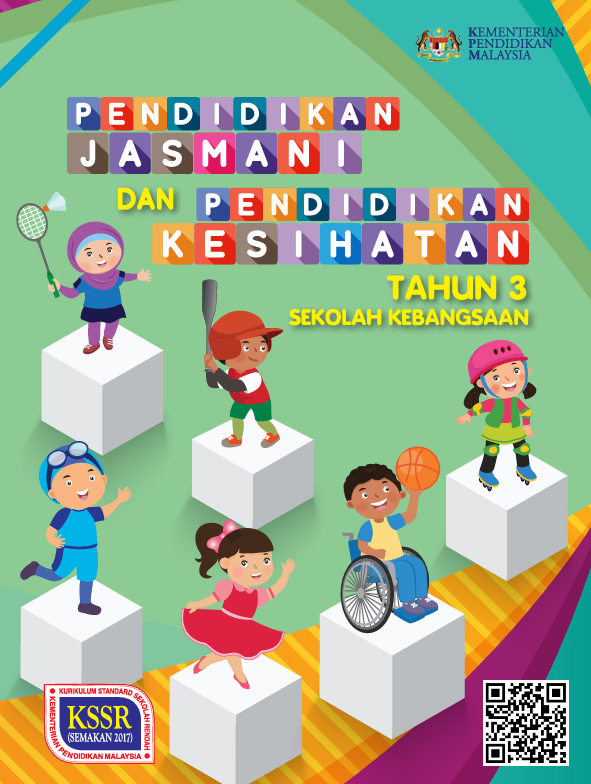 KEMENTERIAN
PENDIDIKAN
MALAYSIA
PENDIDIKAN
JASMANI
DAN PENDIDIKAN
KESIHATAN
TAHUN 3
SEKOLAH KEBANGSAAN
KURIKULUM STANDARD SEKOLAH RENDAH
KSSR
(SEMAKAN 2017)
KEMENTERIAN PENDIDIKAN MALAYSIA